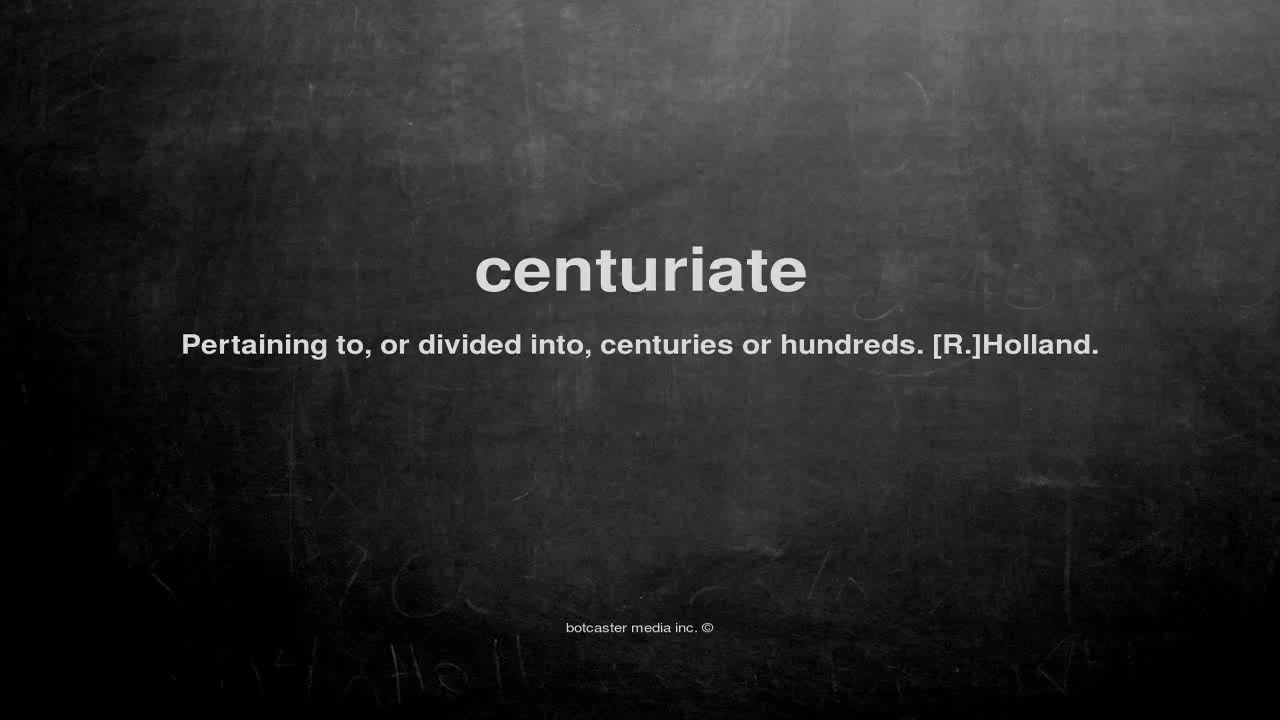 centuriate
Pertaining to, or divided into, centuries or hundreds. [R.]Holland.
botcaster media inc. ©